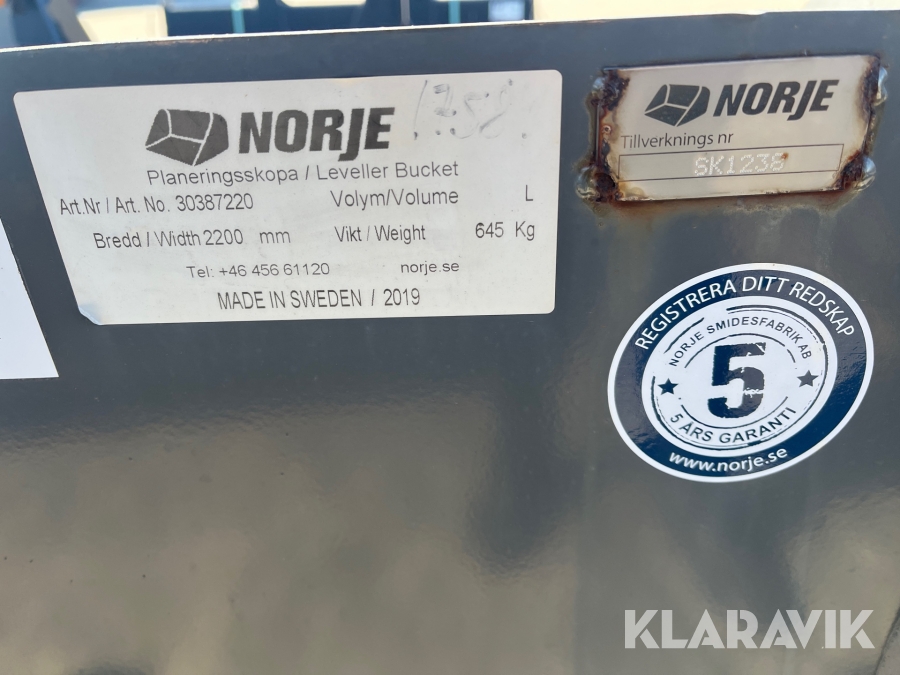 NORJE
Planeringsskopa / Leveller Bucket
Art.Nr / Art. No. 30387220 Volym/Volume L
Bredd / Width 2200 mm Vikt / Weight 645 Kg
Tel: +46 456 61120 norje.se
MADE IN SWEDEN / 2019
NORJE
Tillverknings nr
SK1238
REGISTRERA DITT REDSKAP
NORJE SMIDESFABRIK AB
5
5 ÅRS GARANTI
www.norje.se
KLARAVIK